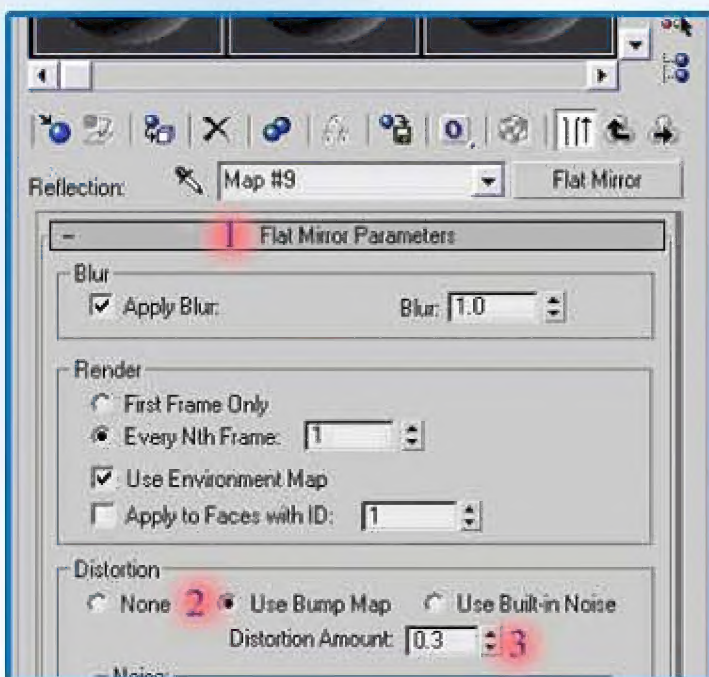 Reflection: Map #9 Flat Mirror
1 Flat Mirror Parameters
Blur
Apply Blur: Blur: 1.0
Render
First Frame Only
Every Nth Frame: 1
Use Environment Map
Apply to Faces with ID: 1
Distortion
None 2 Use Bump Map Use Built-in Noise
Distortion Amount: 0.3 3
Noise: